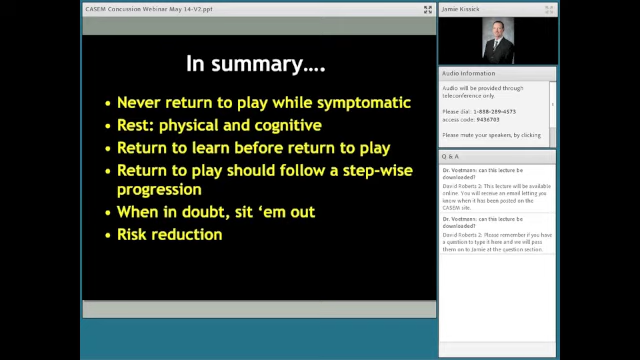 CASEM Concussion Webinar May 14-V2.ppt
In summary....
• Never return to play while symptomatic
• Rest: physical and cognitive
• Return to learn before return to play
• Return to play should follow a step-wise
progression
• When in doubt, sit ‘em out
• Risk reduction
Jamie Kissick
Audio Information
Audio will be provided through
teleconference only.
Please dial: 1-888-289-4573
access code: 9436703
Please mute your speakers, by clicking
Q & A
Dr. Vostmann: can this lecture be
downloaded?
David Roberts 2: This lecture will be available
online. You will receive an email letting you
know when it has been posted on the CASEM
site.
Dr. Vostmann: can this lecture be
downloaded?
David Roberts 2: Please remember if you have
a question to type it here and we will pass
them on to Jamie at the question section.